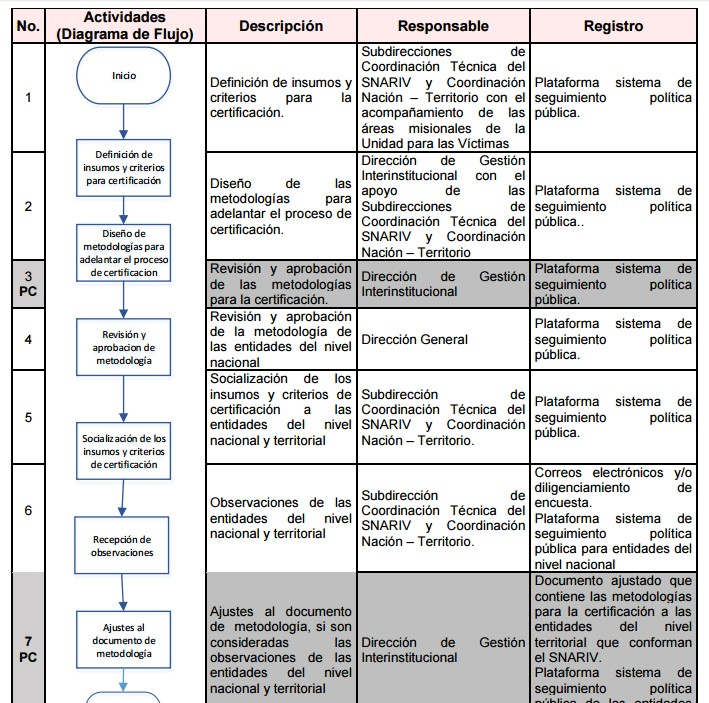 No.
Actividades
(Diagrama de Flujo)
Descripción
Responsable
Registro
Inicio
Definición de
insumos y criterios
para certificación
Diseño de
metodologías para
adelantar el proceso
de certificacion
Revisión y
aprobacion de
metodología
Socialización de los
insumos y criterios
de certificación
Recepción de
observaciones
Ajustes al
documento de
metodología
1
Definición de insumos y
criterios para la
certificación.
Subdirecciones de
Coordinación Técnica del
SNARIV y Coordinación
Nación – Territorio con el
acompañamiento de las
áreas misionales de la
Unidad para las Víctimas
Plataforma sistema de
seguimiento política
pública.
2
Diseño de las
metodologías para
adelantar el proceso de
certificación.
Dirección de Gestión
Interinstitucional con el
apoyo de las
Subdirecciones de
Coordinación Técnica del
SNARIV y Coordinación
Nación – Territorio
Plataforma sistema de
seguimiento política
pública..
3
PC
Revisión y aprobación
de las metodologías
para la certificación.
Dirección de Gestión
Interinstitucional
Plataforma sistema de
seguimiento política
pública.
4
Revisión y aprobación
de la metodología de
las entidades del nivel
nacional
Dirección General
Plataforma sistema de
seguimiento política
pública.
5
Socialización de los
insumos y criterios de
certificación a las
entidades del nivel
nacional y territorial
Subdirección de
Coordinación Técnica del
SNARIV y Coordinación
Nación – Territorio.
Plataforma sistema de
seguimiento política
pública.
6
Observaciones de las
entidades del nivel
nacional y territorial
Subdirección de
Coordinación Técnica del
SNARIV y Coordinación
Nación – Territorio.
Correos electrónicos y/o
diligenciamiento de
encuesta.
Plataforma sistema de
seguimiento política
pública para entidades del
nivel nacional
7
PC
Ajustes al documento
de metodología, si son
consideradas las
observaciones de las
entidades del nivel
nacional y territorial
Dirección de Gestión
Interinstitucional
Documento ajustado que
contiene las metodologías
para la certificación a las
entidades del nivel
territorial que conforman
el SNARIV.
Plataforma sistema de
seguimiento política
pública de las entidades